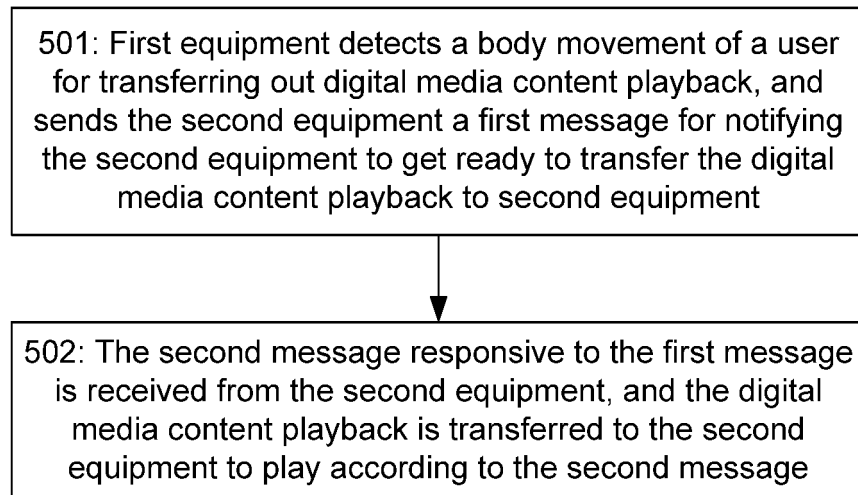 501: First equipment detects a body movement of a user
for transferring out digital media content playback, and
sends the second equipment a first message for notifying
the second equipment to get ready to transfer the digital
media content playback to second equipment
502: The second message responsive to the first message
is received from the second equipment, and the digital
media content playback is transferred to the second
equipment to play according to the second message